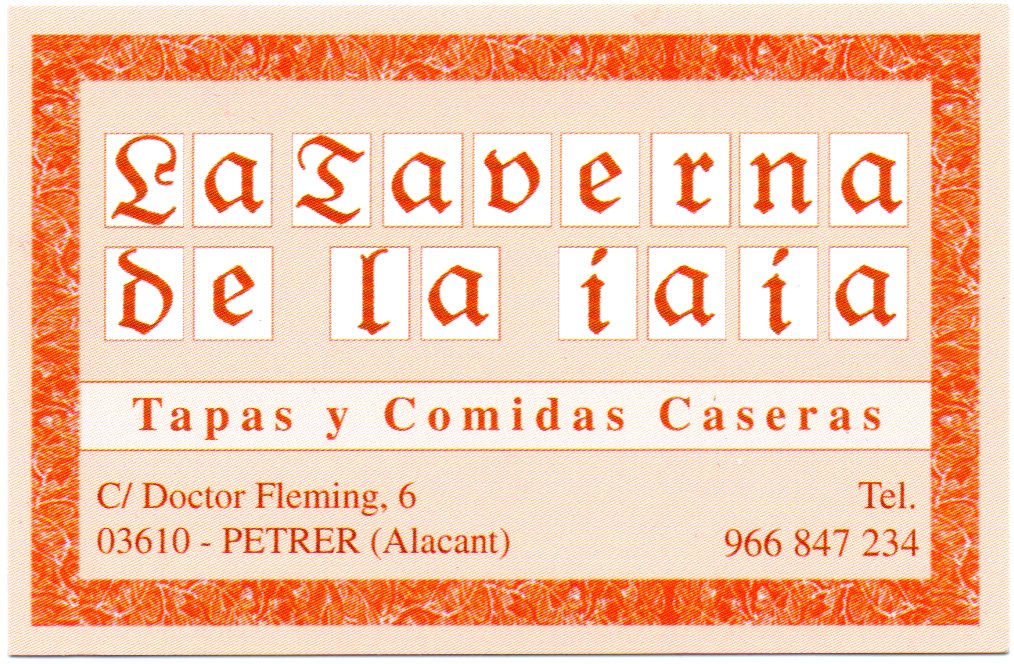 La Taverna
de la iaia
Tapas y Comidas Caseras
C/ Doctor Fleming, 6
03610 - PETRER (Alacant)
Tel.
966 847 234